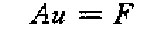 Au = F